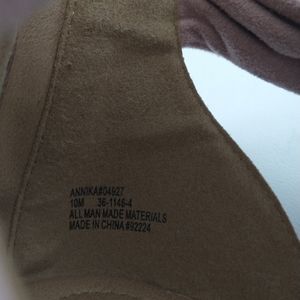 ANNIKA#04927
10M 36-1146-4
ALL MAN MADE MATERIALS
MADE IN CHINA #92224